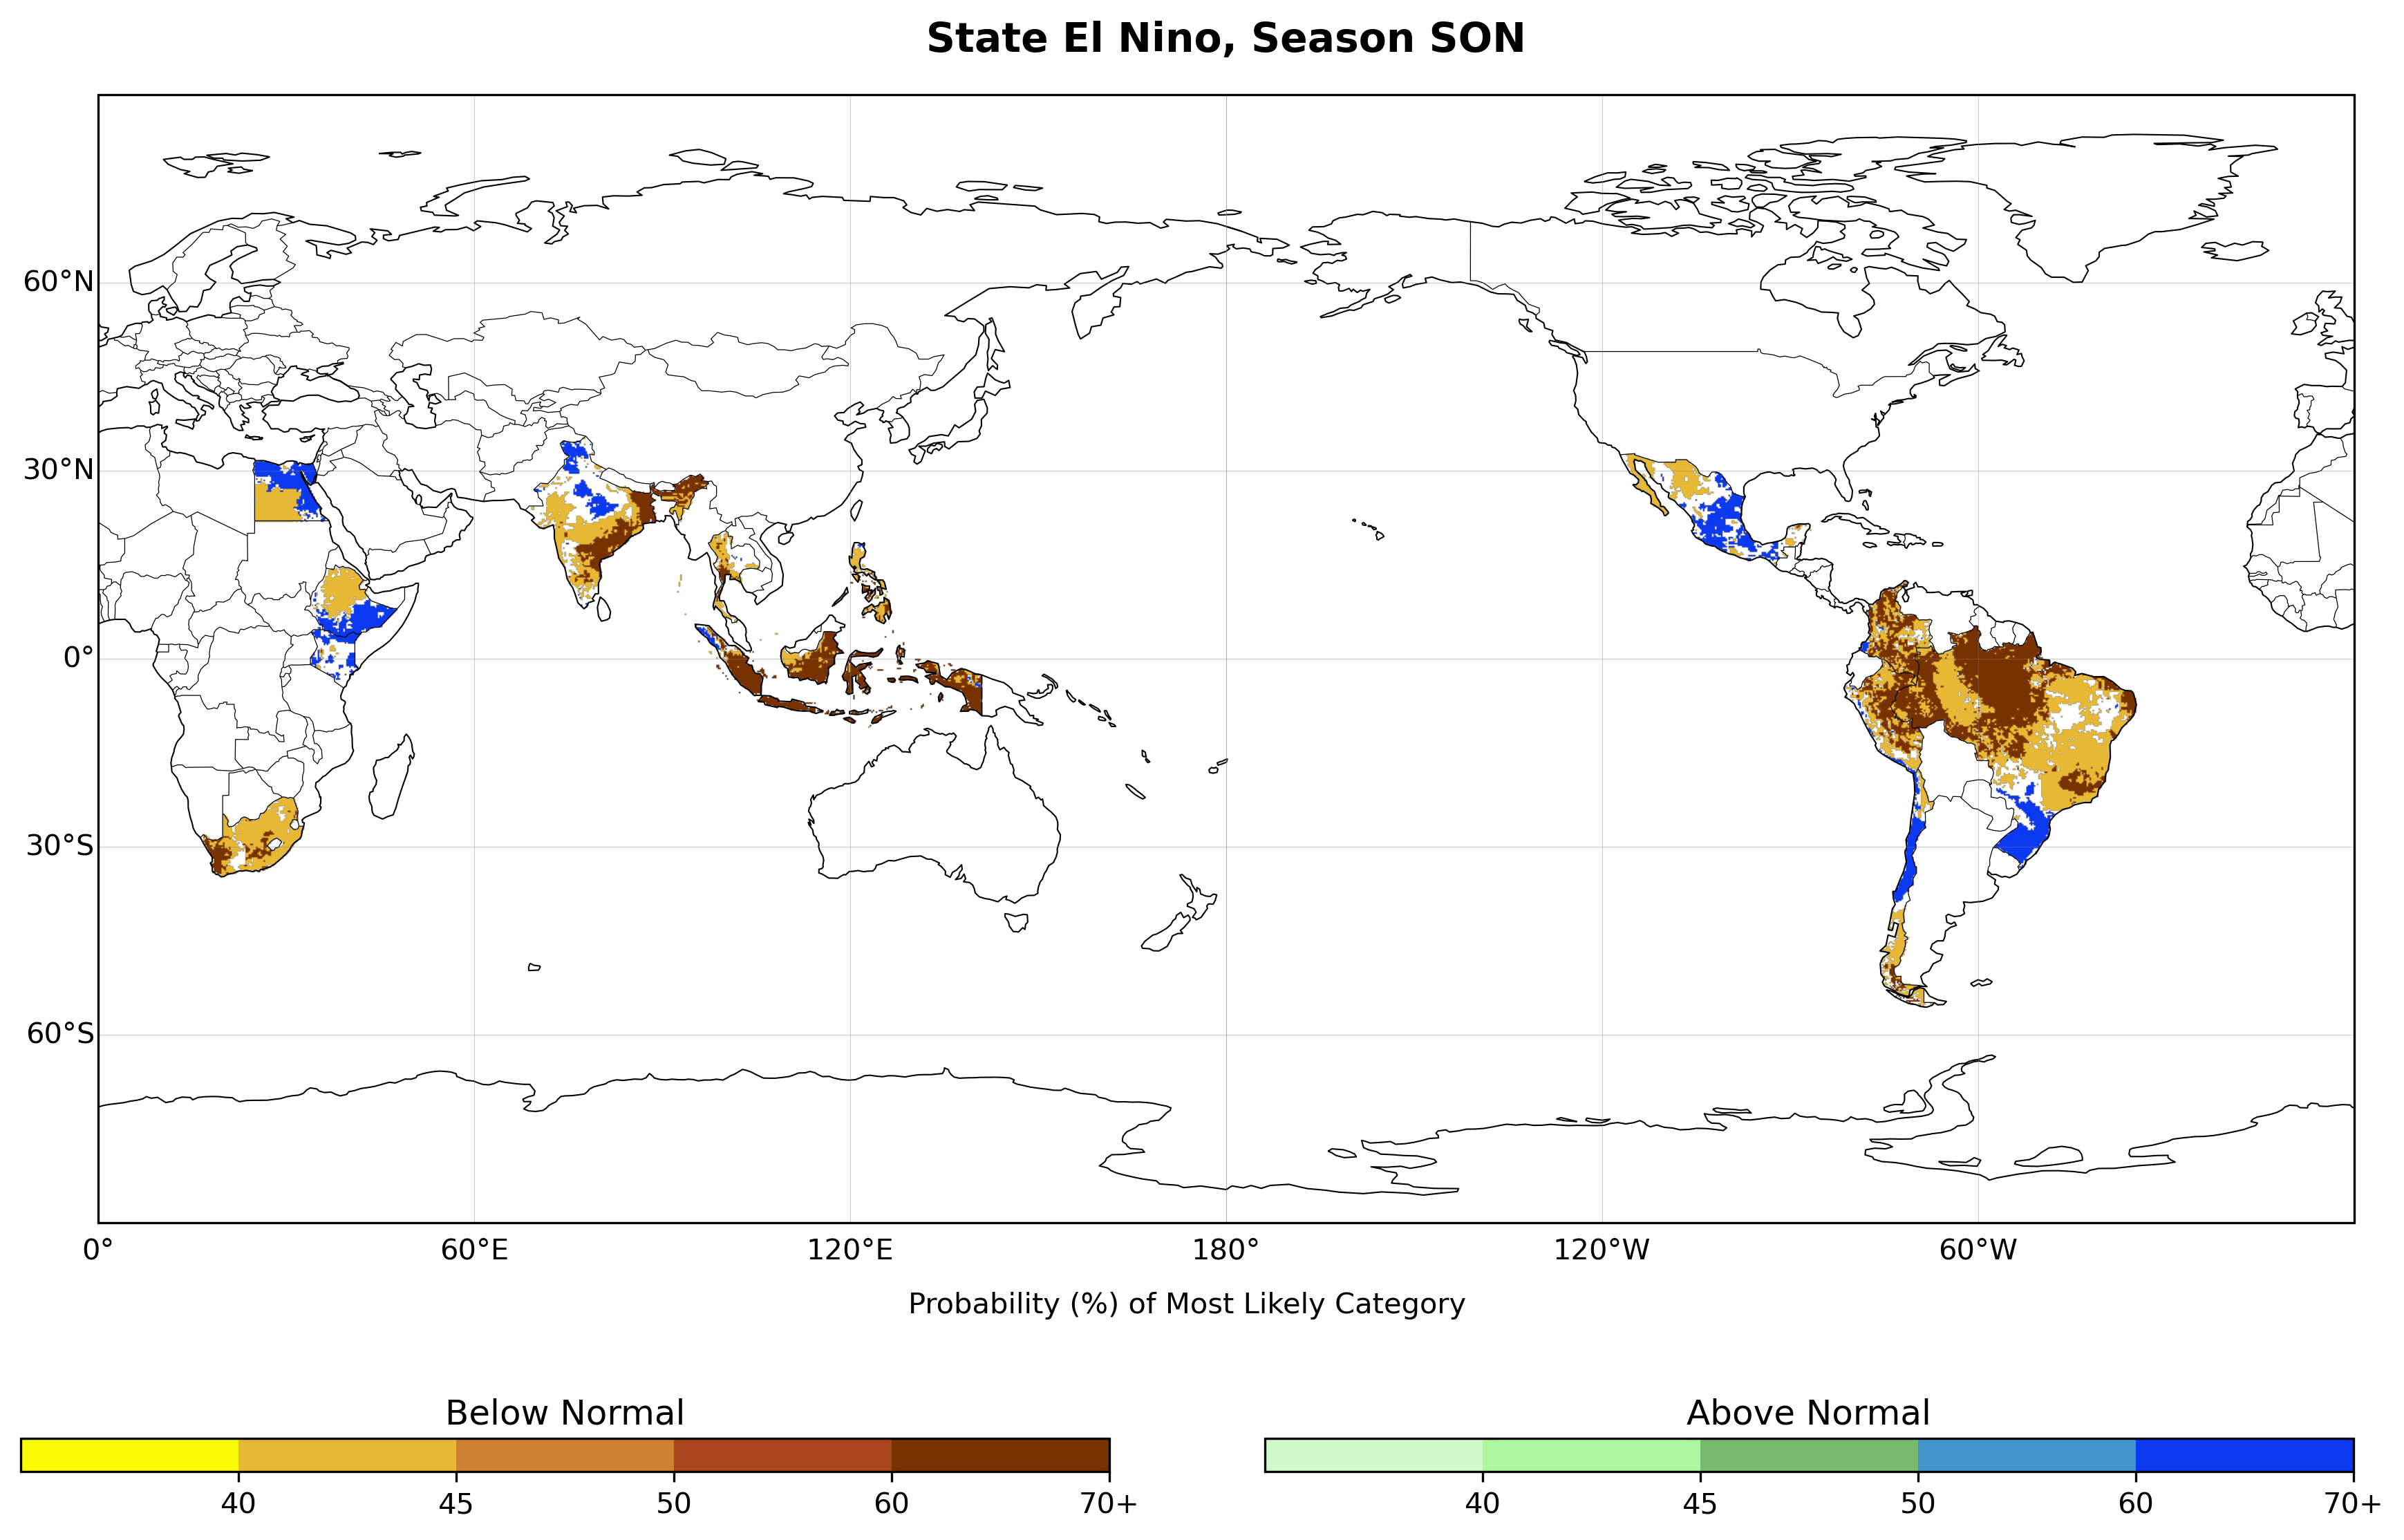 State El Nino, Season SON
60°N
30°N
0°
30°S
60°S
0°
60°E
120°E
180°
120°W
60°W
Probability (%) of Most Likely Category
Below Normal
Above Normal
40
45
50
60
70+
40
45
50
60
70+